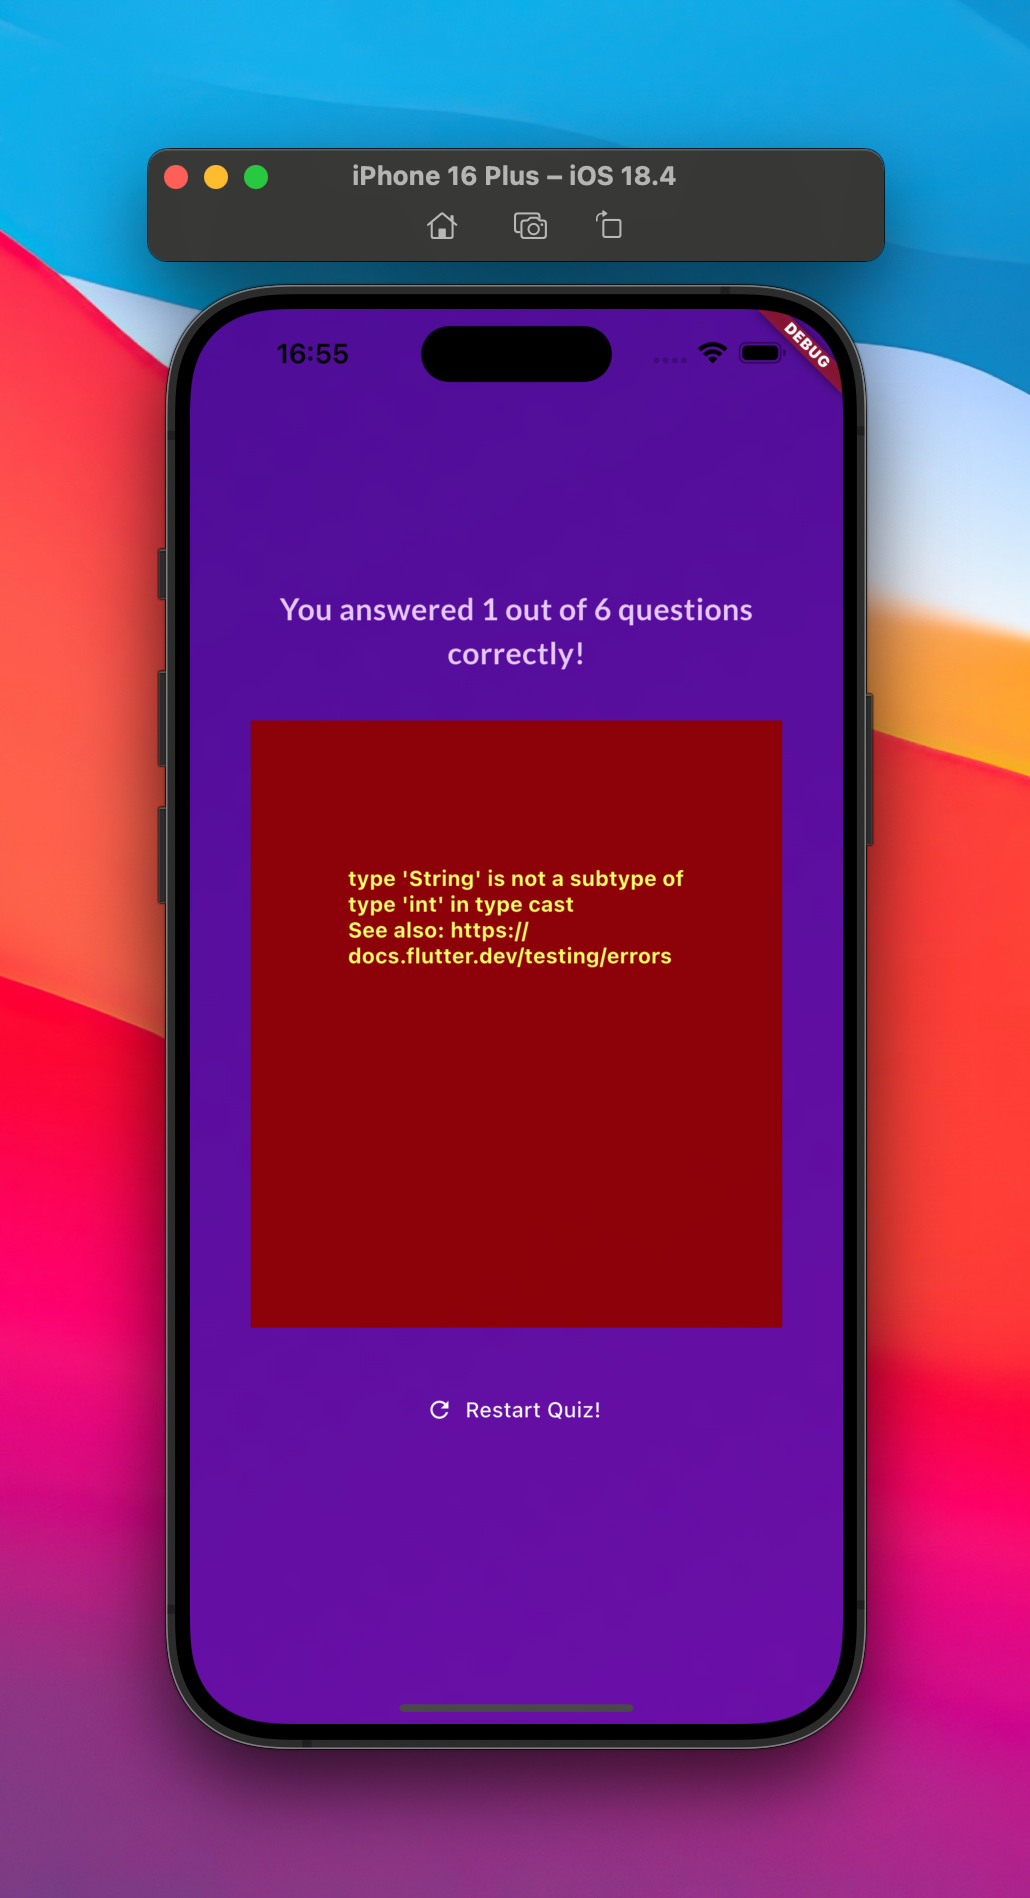 iPhone 16 Plus – iOS 18.4
16:55
DEBUG
You answered 1 out of 6 questions
correctly!
type 'String' is not a subtype of
type 'int' in type cast
See also: https://
docs.flutter.dev/testing/errors
Restart Quiz!